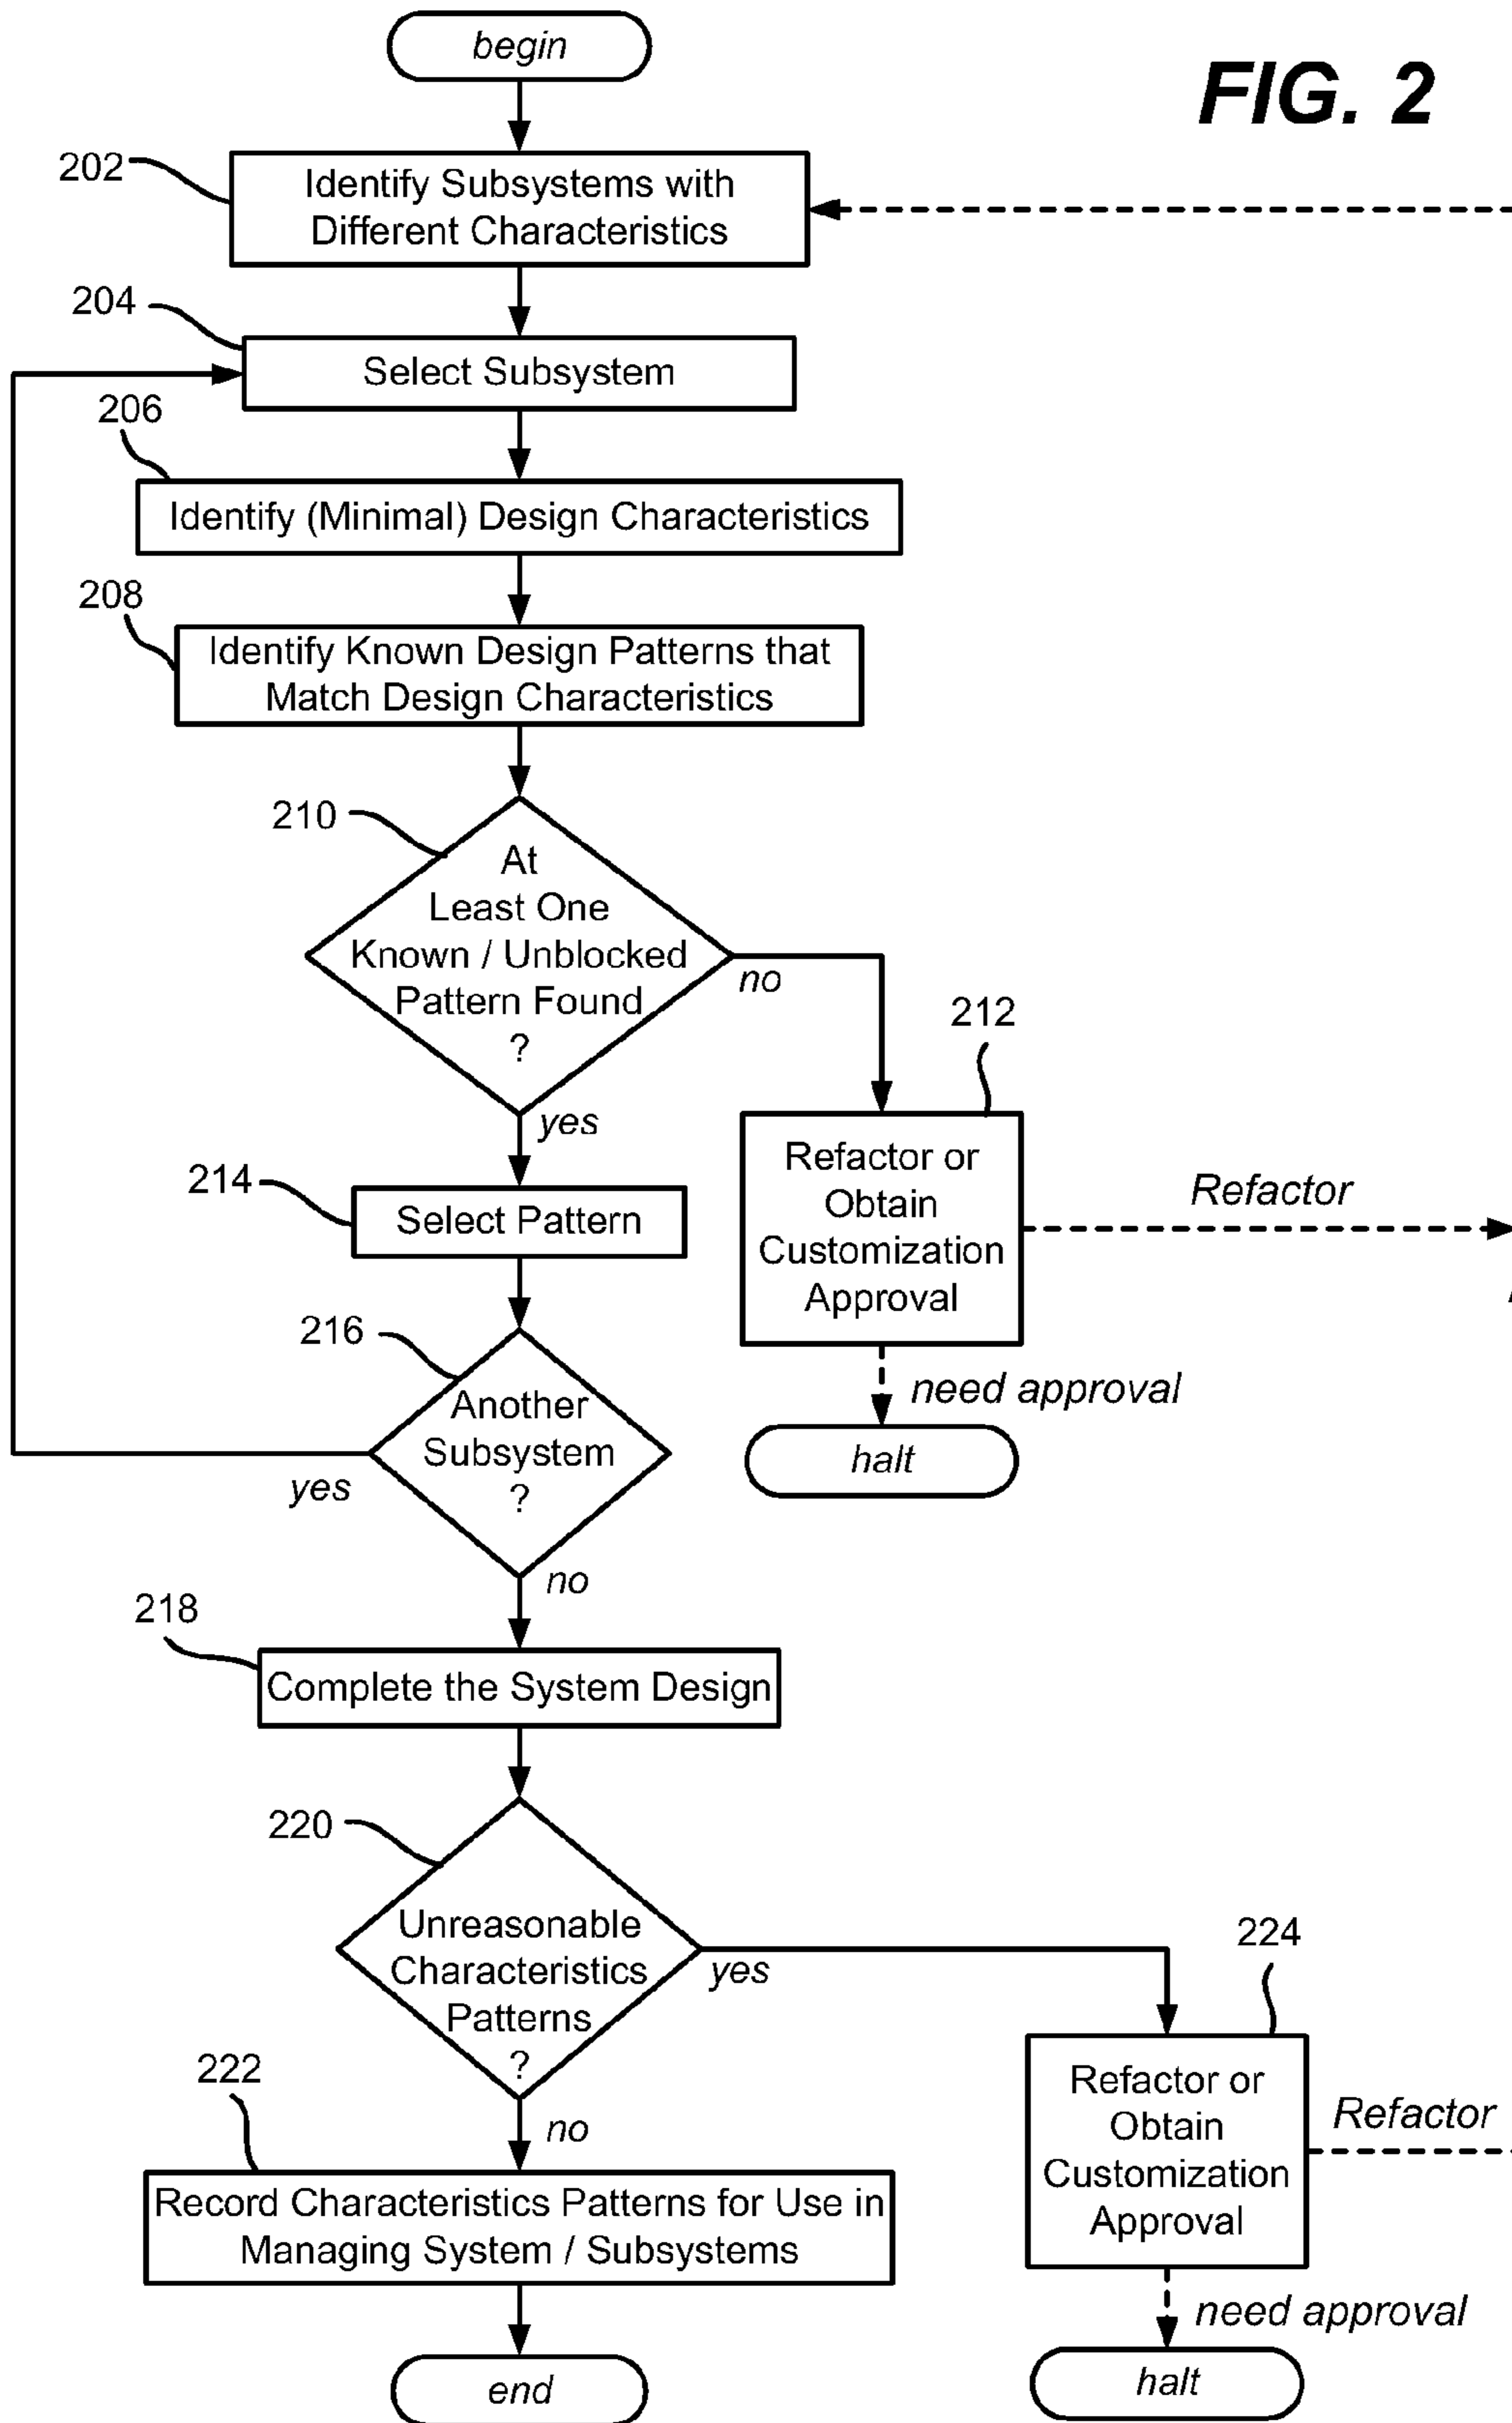 begin
FIG. 2
202
Identify Subsystems with
Different Characteristics
204
Select Subsystem
206
Identify (Minimal) Design Characteristics
208
Identify Known Design Patterns that
Match Design Characteristics
210
At
Least One
Known / Unblocked
Pattern Found
?
no
yes
212
Refactor or
Obtain
Customization
Approval
Refactor
need approval
halt
214
Select Pattern
216
Another
Subsystem
?
yes
no
218
Complete the System Design
220
Unreasonable
Characteristics
Patterns
?
yes
no
224
Refactor or
Obtain
Customization
Approval
Refactor
need approval
halt
222
Record Characteristics Patterns for Use in
Managing System / Subsystems
end